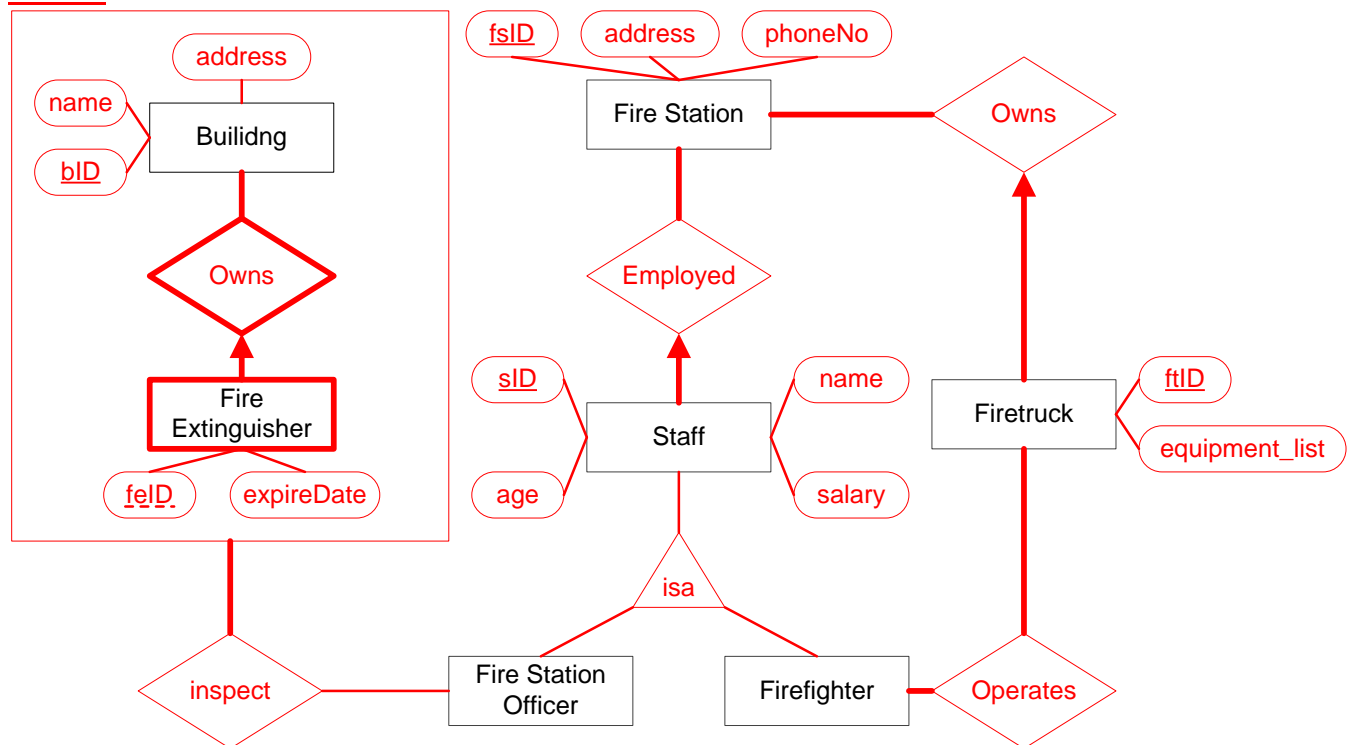 address
name
Builidng
bID
Owns
Fire
Extinguisher
feID
expireDate
inspect
fsID
address
phoneNo
Fire Station
Owns
Employed
sID
name
Staff
age
salary
ftID
Firetruck
equipment_list
isa
Fire Station
Officer
Firefighter
Operates